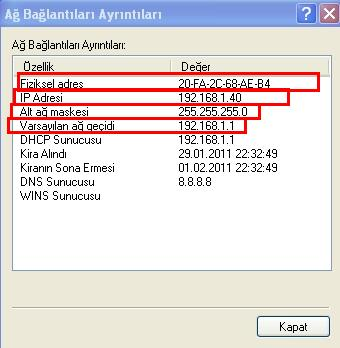 Ağ Bağlantıları Ayrıntıları
Ağ Bağlantıları Ayrıntıları:
Özellik Değer
Fiziksel adres 20-FA-2C-68-AE-B4
IP Adresi 192.168.1.40
Alt ağ maskesi 255.255.255.0
Varsayılan ağ geçidi 192.168.1.1
DHCP Sunucusu 192.168.1.1
Kira Alındı 29.01.2011 22:32:49
Kiranın Sona Ermesi 01.02.2011 22:32:49
DNS Sunucusu 8.8.8.8
WINS Sunucusu
Kapat